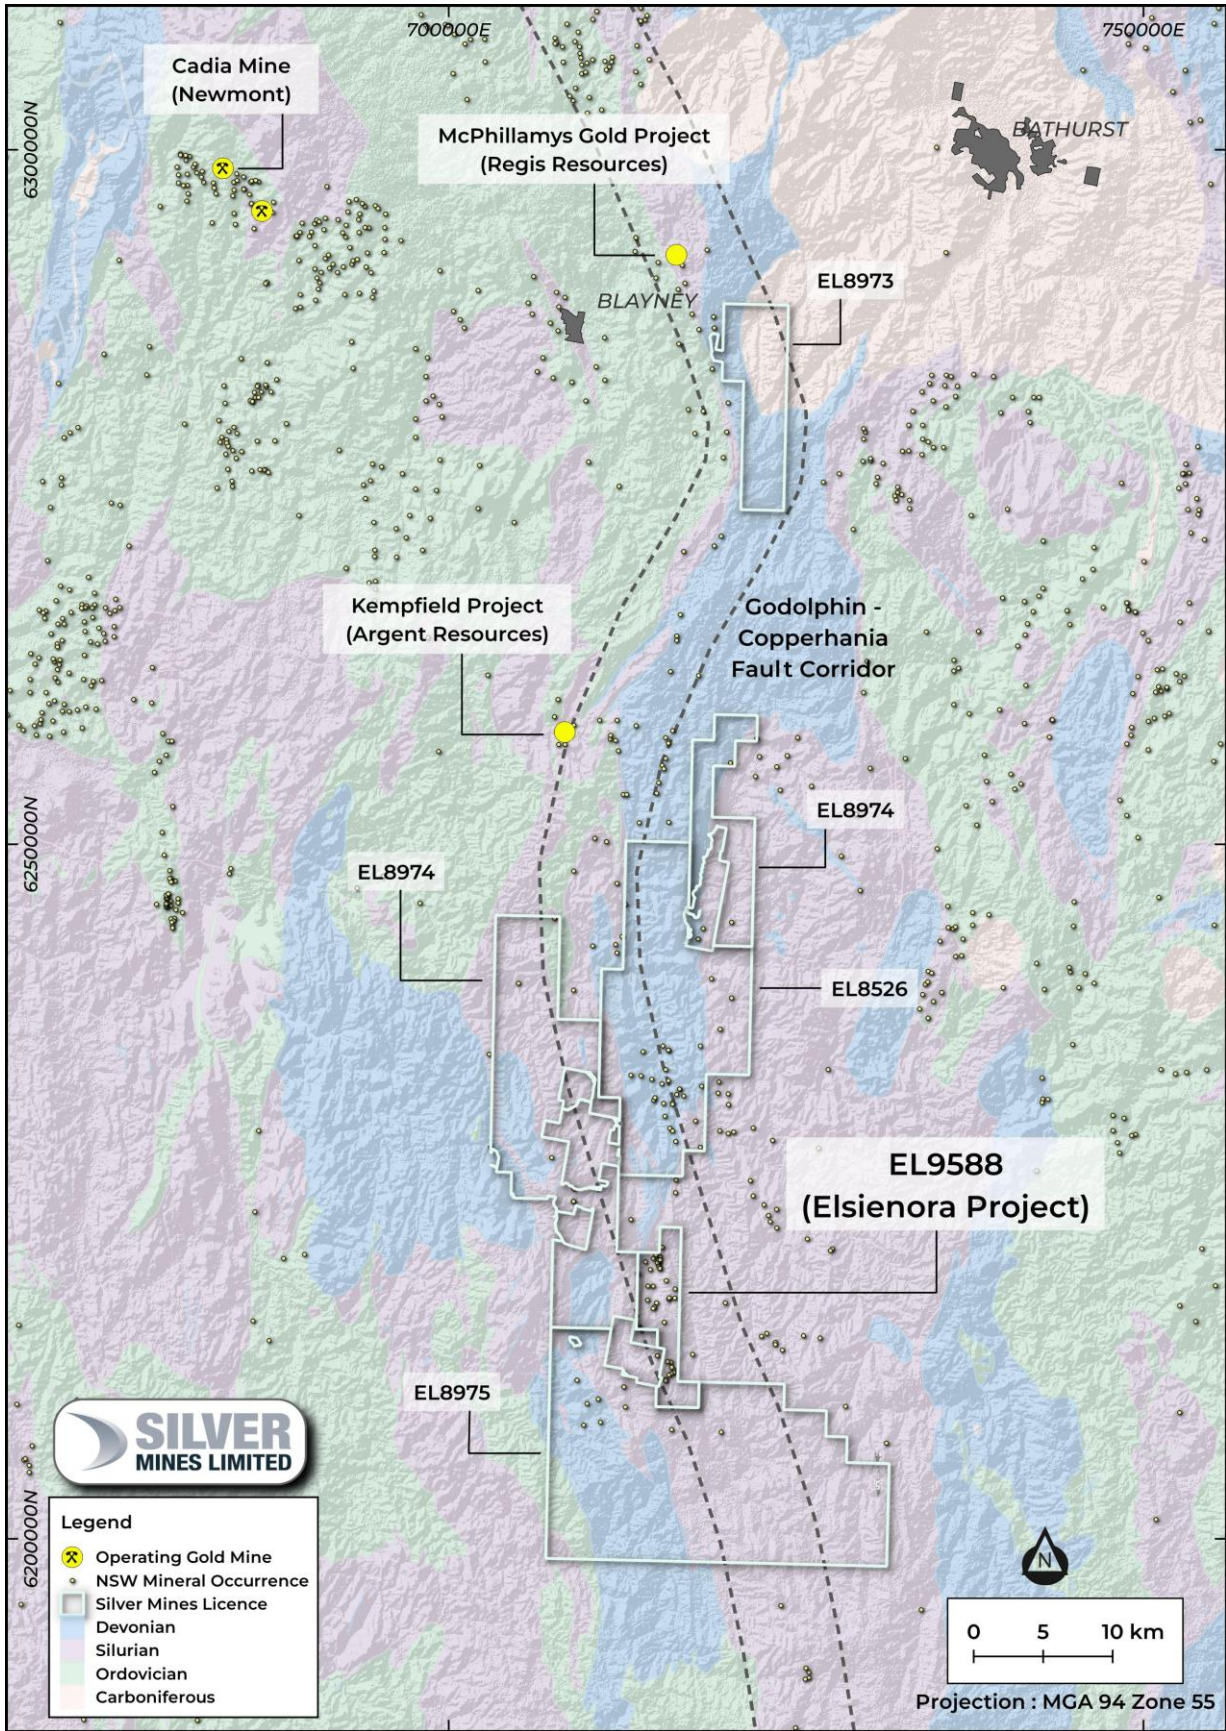 700000E
750000E
Cadia Mine
(Newmont)
McPhillamys Gold Project
(Regis Resources)
BATHURST
6300000N
EL8973
BLAYNEY
Kempfield Project
(Argent Resources)
Godolphin -
Copperhania
Fault Corridor
EL8974
6250000N
EL8974
EL8526
EL9588
(Elsienora Project)
EL8975
SILVER
MINES LIMITED
6200000N
Legend
Operating Gold Mine
NSW Mineral Occurrence
Silver Mines Licence
Devonian
Silurian
Ordovician
Carboniferous
N
0 5 10 km
Projection : MGA 94 Zone 55